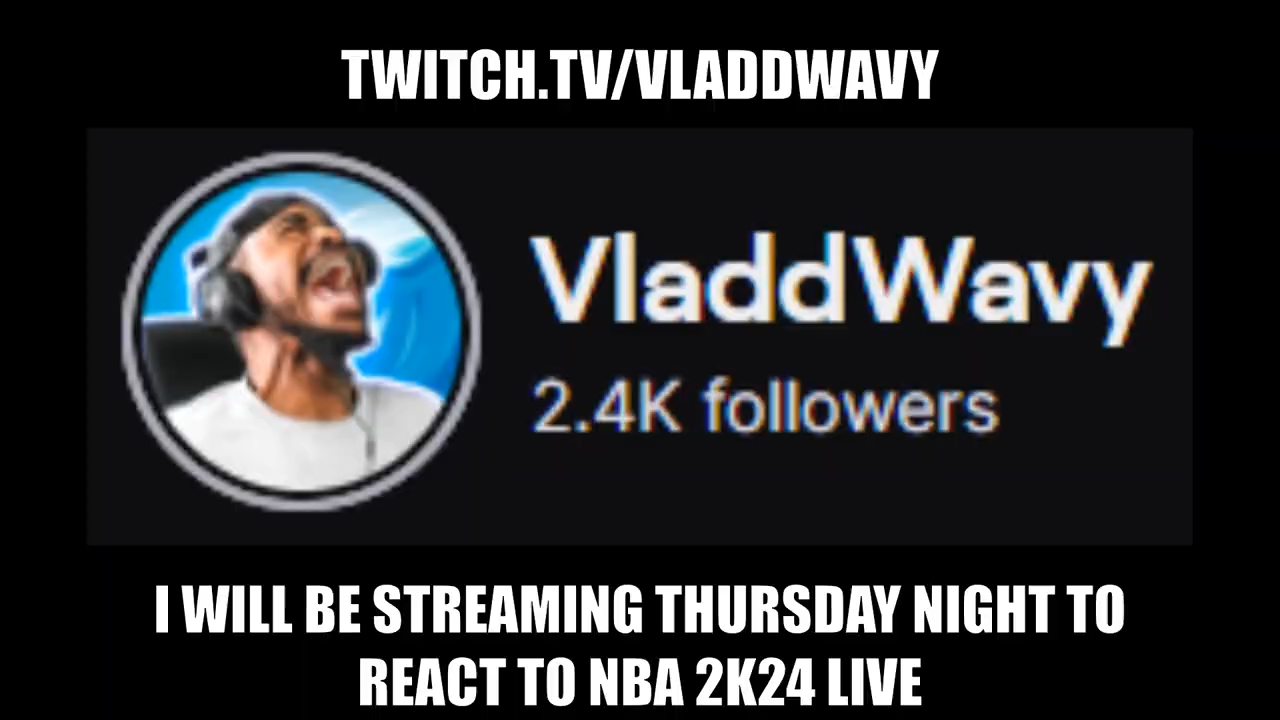 TWITCH.TV/VLADDWAVY
VladdWavy
2.4K followers
I WILL BE STREAMING THURSDAY NIGHT TO
REACT TO NBA 2K24 LIVE